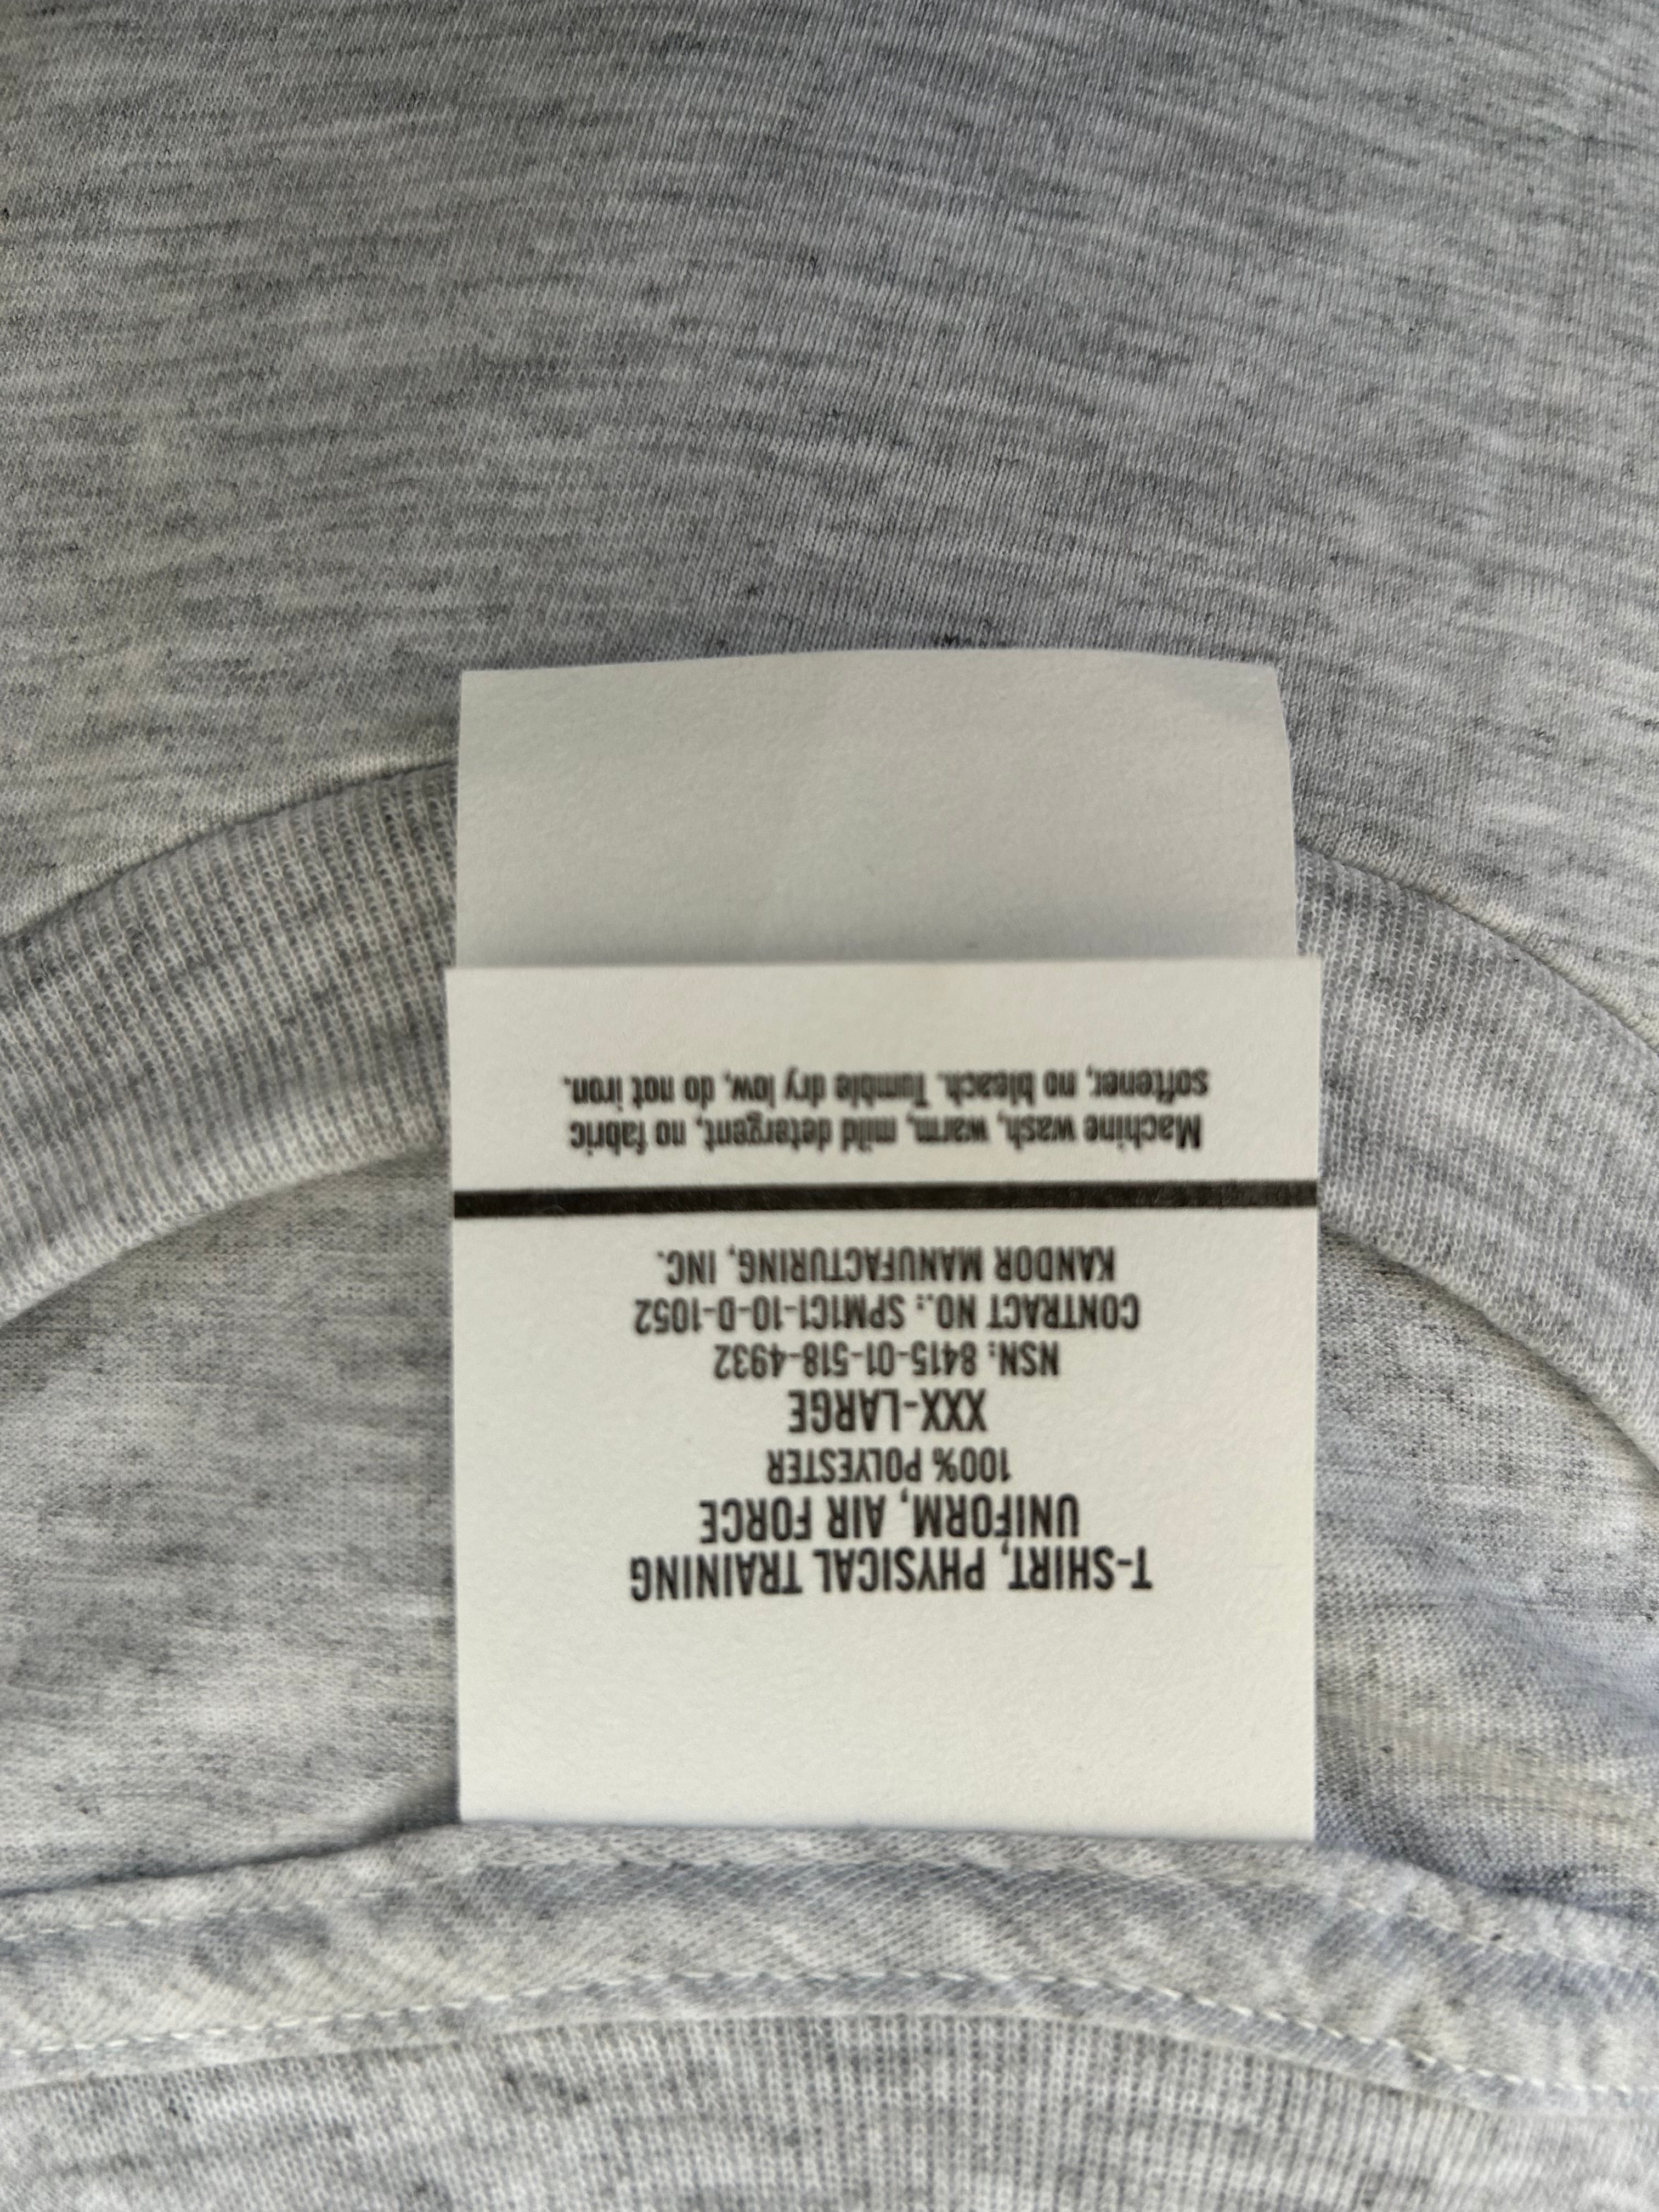 T-SHIRT, PHYSICAL TRAINING
UNIFORM, AIR FORCE
100% POLYESTER
XXX-LARGE
NSN: 8415-01-518-4932
CONTRACT NO.: SPM1C1-10-D-1052
KANDOR MANUFACTURING, INC.
Machine wash, warm, mild detergent, no fabric
softener, no bleach. Tumble dry low, do not iron.